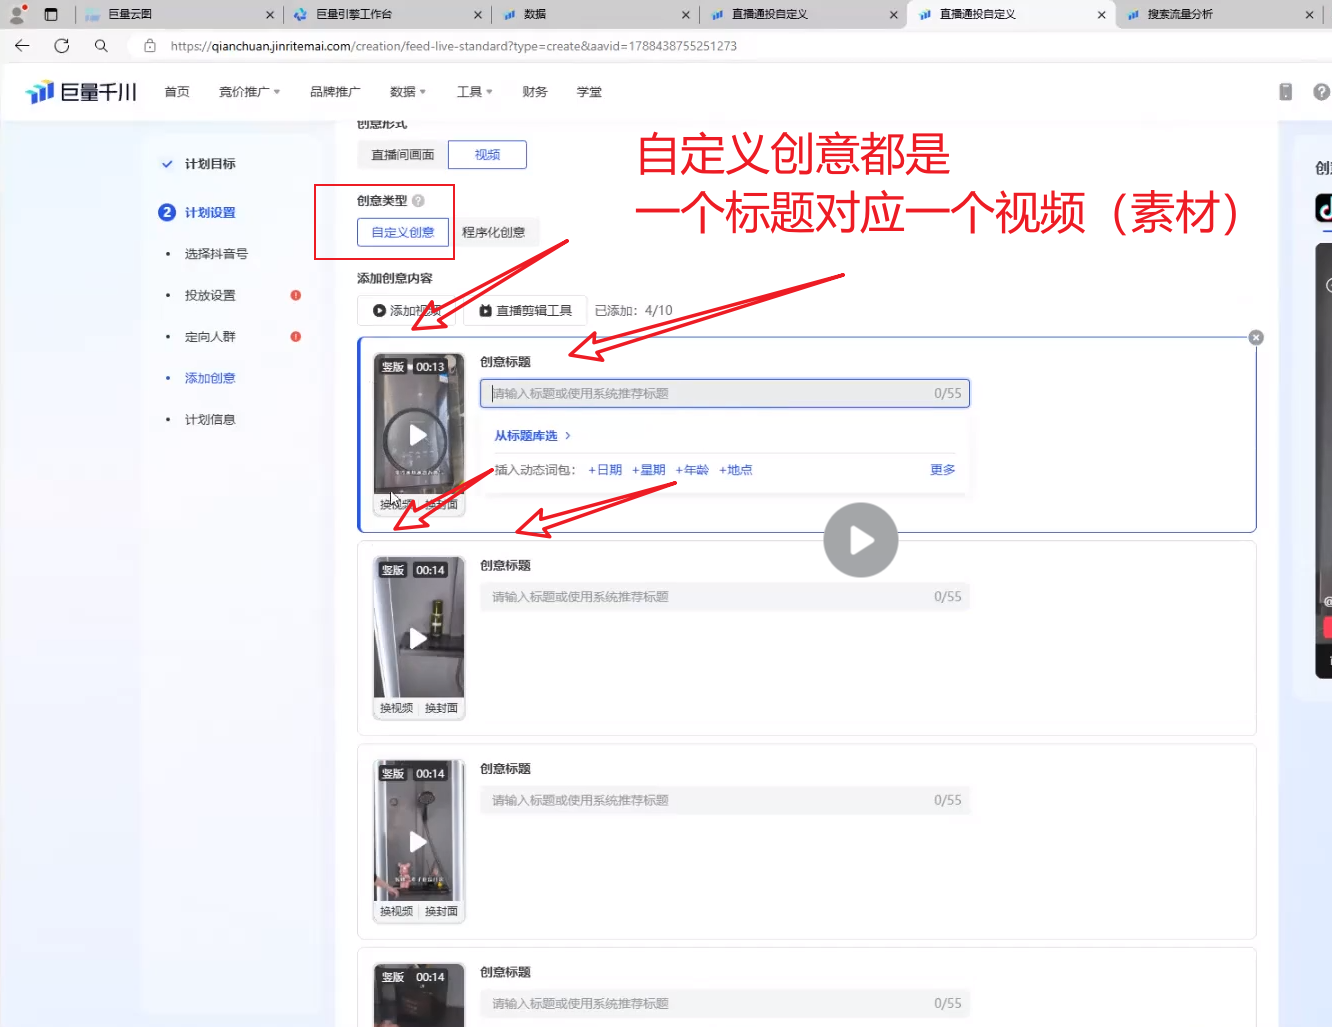 巨量云图
巨量引擎工作台
数据
直播通投自定义
直播通投自定义
搜索流量分析
https://qianchuan.jinritemai.com/creation/feed-live-standard?type=create&aavid=1788438755251273
巨量千川
首页
竞价推广
品牌推广
数据
工具
财务
学堂
计划目标
2 计划设置
选择抖音号
投放设置
定向人群
添加创意
计划信息
创意形式
直播间画面
视频
自定义创意都是
一个标题对应一个视频（素材）
创意类型
自定义创意
程序化创意
添加创意内容
添加视频
直播剪辑工具
已添加：4/10
竖版 00:13
创意标题
请输入标题或使用系统推荐标题
0/55
从标题库选
插入动态词包： +日期 +星期 +年龄 +地点
更多
换视频 换封面
竖版 00:14
创意标题
请输入标题或使用系统推荐标题
0/55
换视频 换封面
竖版 00:14
创意标题
请输入标题或使用系统推荐标题
0/55
换视频 换封面
竖版 00:14
创意标题
请输入标题或使用系统推荐标题
0/55